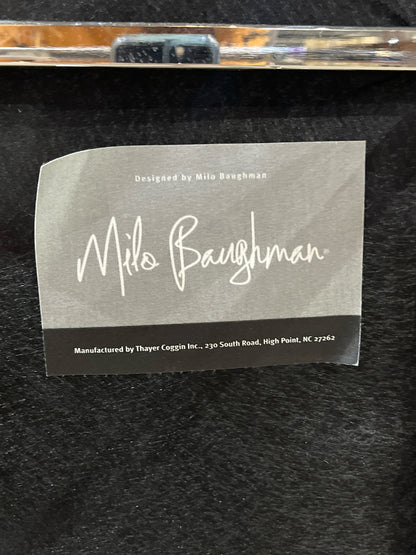 Designed by Milo Baughman
Milo Baughman®
Manufactured by Thayer Coggin Inc., 230 South Road, High Point, NC 27262